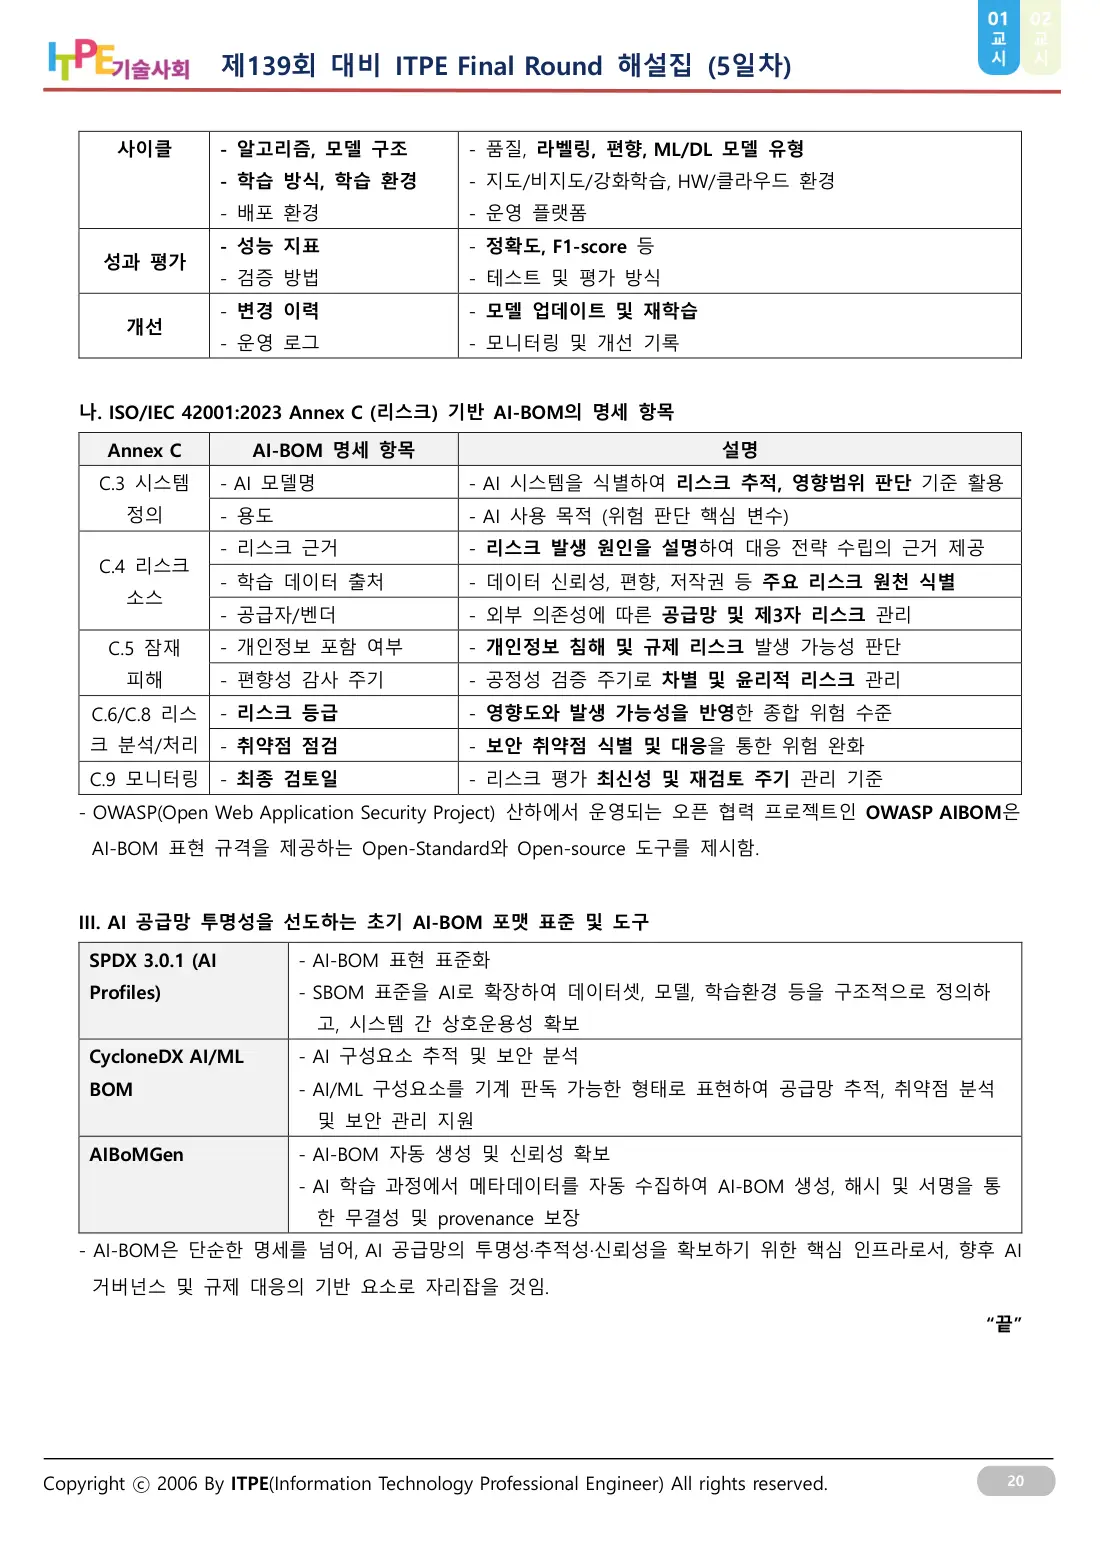 ITPE기술사회 제139회 대비 ITPE Final Round 해설집 (5일차)
01 교 시
02 교 시
사이클
- 알고리즘, 모델 구조
- 학습 방식, 학습 환경
- 배포 환경
- 품질, 라벨링, 편향, ML/DL 모델 유형
- 지도/비지도/강화학습, HW/클라우드 환경
- 운영 플랫폼
성과 평가
- 성능 지표
- 검증 방법
- 정확도, F1-score 등
- 테스트 및 평가 방식
개선
- 변경 이력
- 운영 로그
- 모델 업데이트 및 재학습
- 모니터링 및 개선 기록
나. ISO/IEC 42001:2023 Annex C (리스크) 기반 AI-BOM의 명세 항목
Annex C AI-BOM 명세 항목 설명
C.3 시스템
정의
- AI 모델명 - AI 시스템을 식별하여 리스크 추적, 영향범위 판단 기준 활용
- 용도 - AI 사용 목적 (위험 판단 핵심 변수)
C.4 리스크
소스
- 리스크 근거 - 리스크 발생 원인을 설명하여 대응 전략 수립의 근거 제공
- 학습 데이터 출처 - 데이터 신뢰성, 편향, 저작권 등 주요 리스크 원천 식별
- 공급자/벤더 - 외부 의존성에 따른 공급망 및 제3자 리스크 관리
C.5 잠재
피해
- 개인정보 포함 여부 - 개인정보 침해 및 규제 리스크 발생 가능성 판단
- 편향성 감사 주기 - 공정성 검증 주기로 차별 및 윤리적 리스크 관리
C.6/C.8 리스
크 분석/처리
- 리스크 등급 - 영향도와 발생 가능성을 반영한 종합 위험 수준
- 취약점 점검 - 보안 취약점 식별 및 대응을 통한 위험 완화
C.9 모니터링 - 최종 검토일 - 리스크 평가 최신성 및 재검토 주기 관리 기준
- OWASP(Open Web Application Security Project) 산하에서 운영되는 오픈 협력 프로젝트인 OWASP AIBOM은
AI-BOM 표현 규격을 제공하는 Open-Standard와 Open-source 도구를 제시함.
III. AI 공급망 투명성을 선도하는 초기 AI-BOM 포맷 표준 및 도구
SPDX 3.0.1 (AI
Profiles)
- AI-BOM 표현 표준화
- SBOM 표준을 AI로 확장하여 데이터셋, 모델, 학습환경 등을 구조적으로 정의하
고, 시스템 간 상호운용성 확보
CycloneDX AI/ML
BOM
- AI 구성요소 추적 및 보안 분석
- AI/ML 구성요소를 기계 판독 가능한 형태로 표현하여 공급망 추적, 취약점 분석
및 보안 관리 지원
AIBoMGen
- AI-BOM 자동 생성 및 신뢰성 확보
- AI 학습 과정에서 메타데이터를 자동 수집하여 AI-BOM 생성, 해시 및 서명을 통
한 무결성 및 provenance 보장
- AI-BOM은 단순한 명세를 넘어, AI 공급망의 투명성·추적성·신뢰성을 확보하기 위한 핵심 인프라로서, 향후 AI
거버넌스 및 규제 대응의 기반 요소로 자리잡을 것임.
“끝”
Copyright ⓒ 2006 By ITPE(Information Technology Professional Engineer) All rights reserved.
20